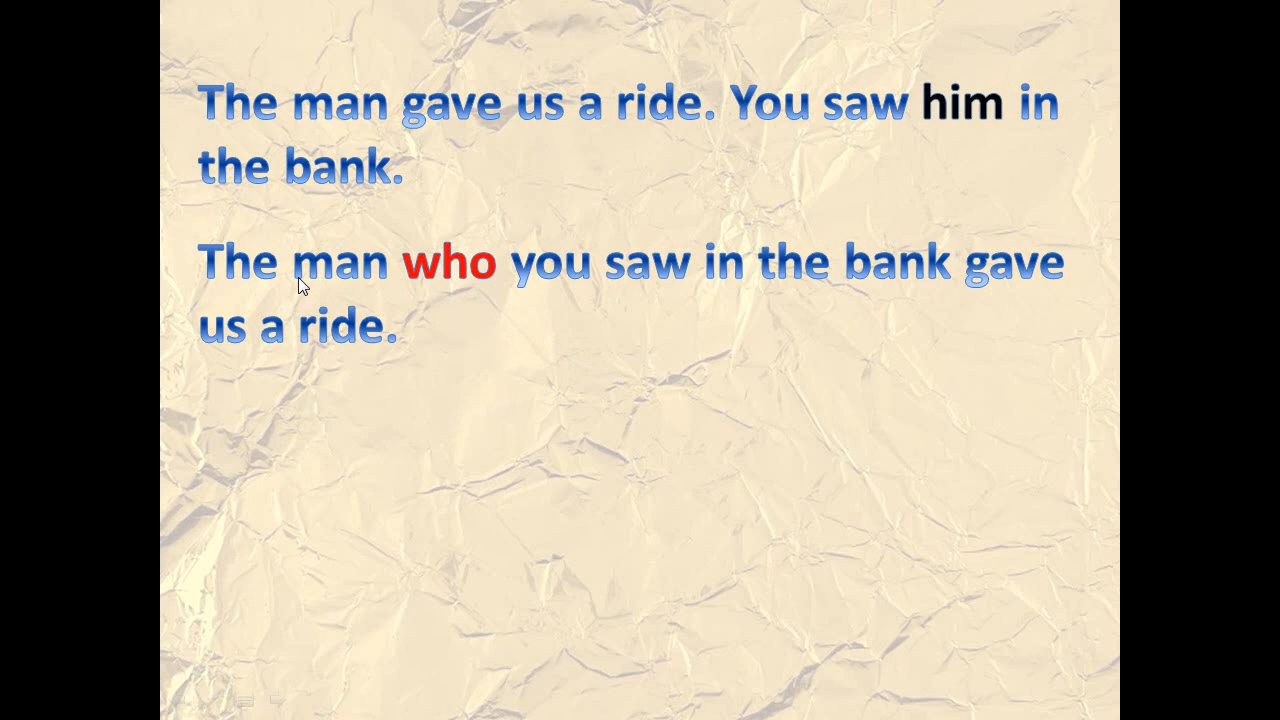 The man gave us a ride. You saw him in
the bank.
The man who you saw in the bank gave
us a ride.